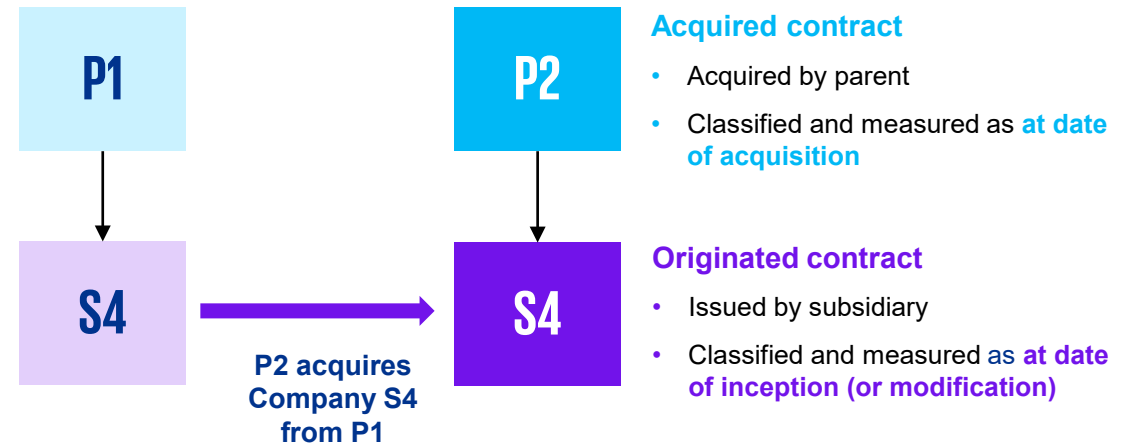 P1
P2
Acquired contract
• Acquired by parent
• Classified and measured as at date
of acquisition
S4
S4
P2 acquires
Company S4
from P1
Originated contract
• Issued by subsidiary
• Classified and measured as at date
of inception (or modification)